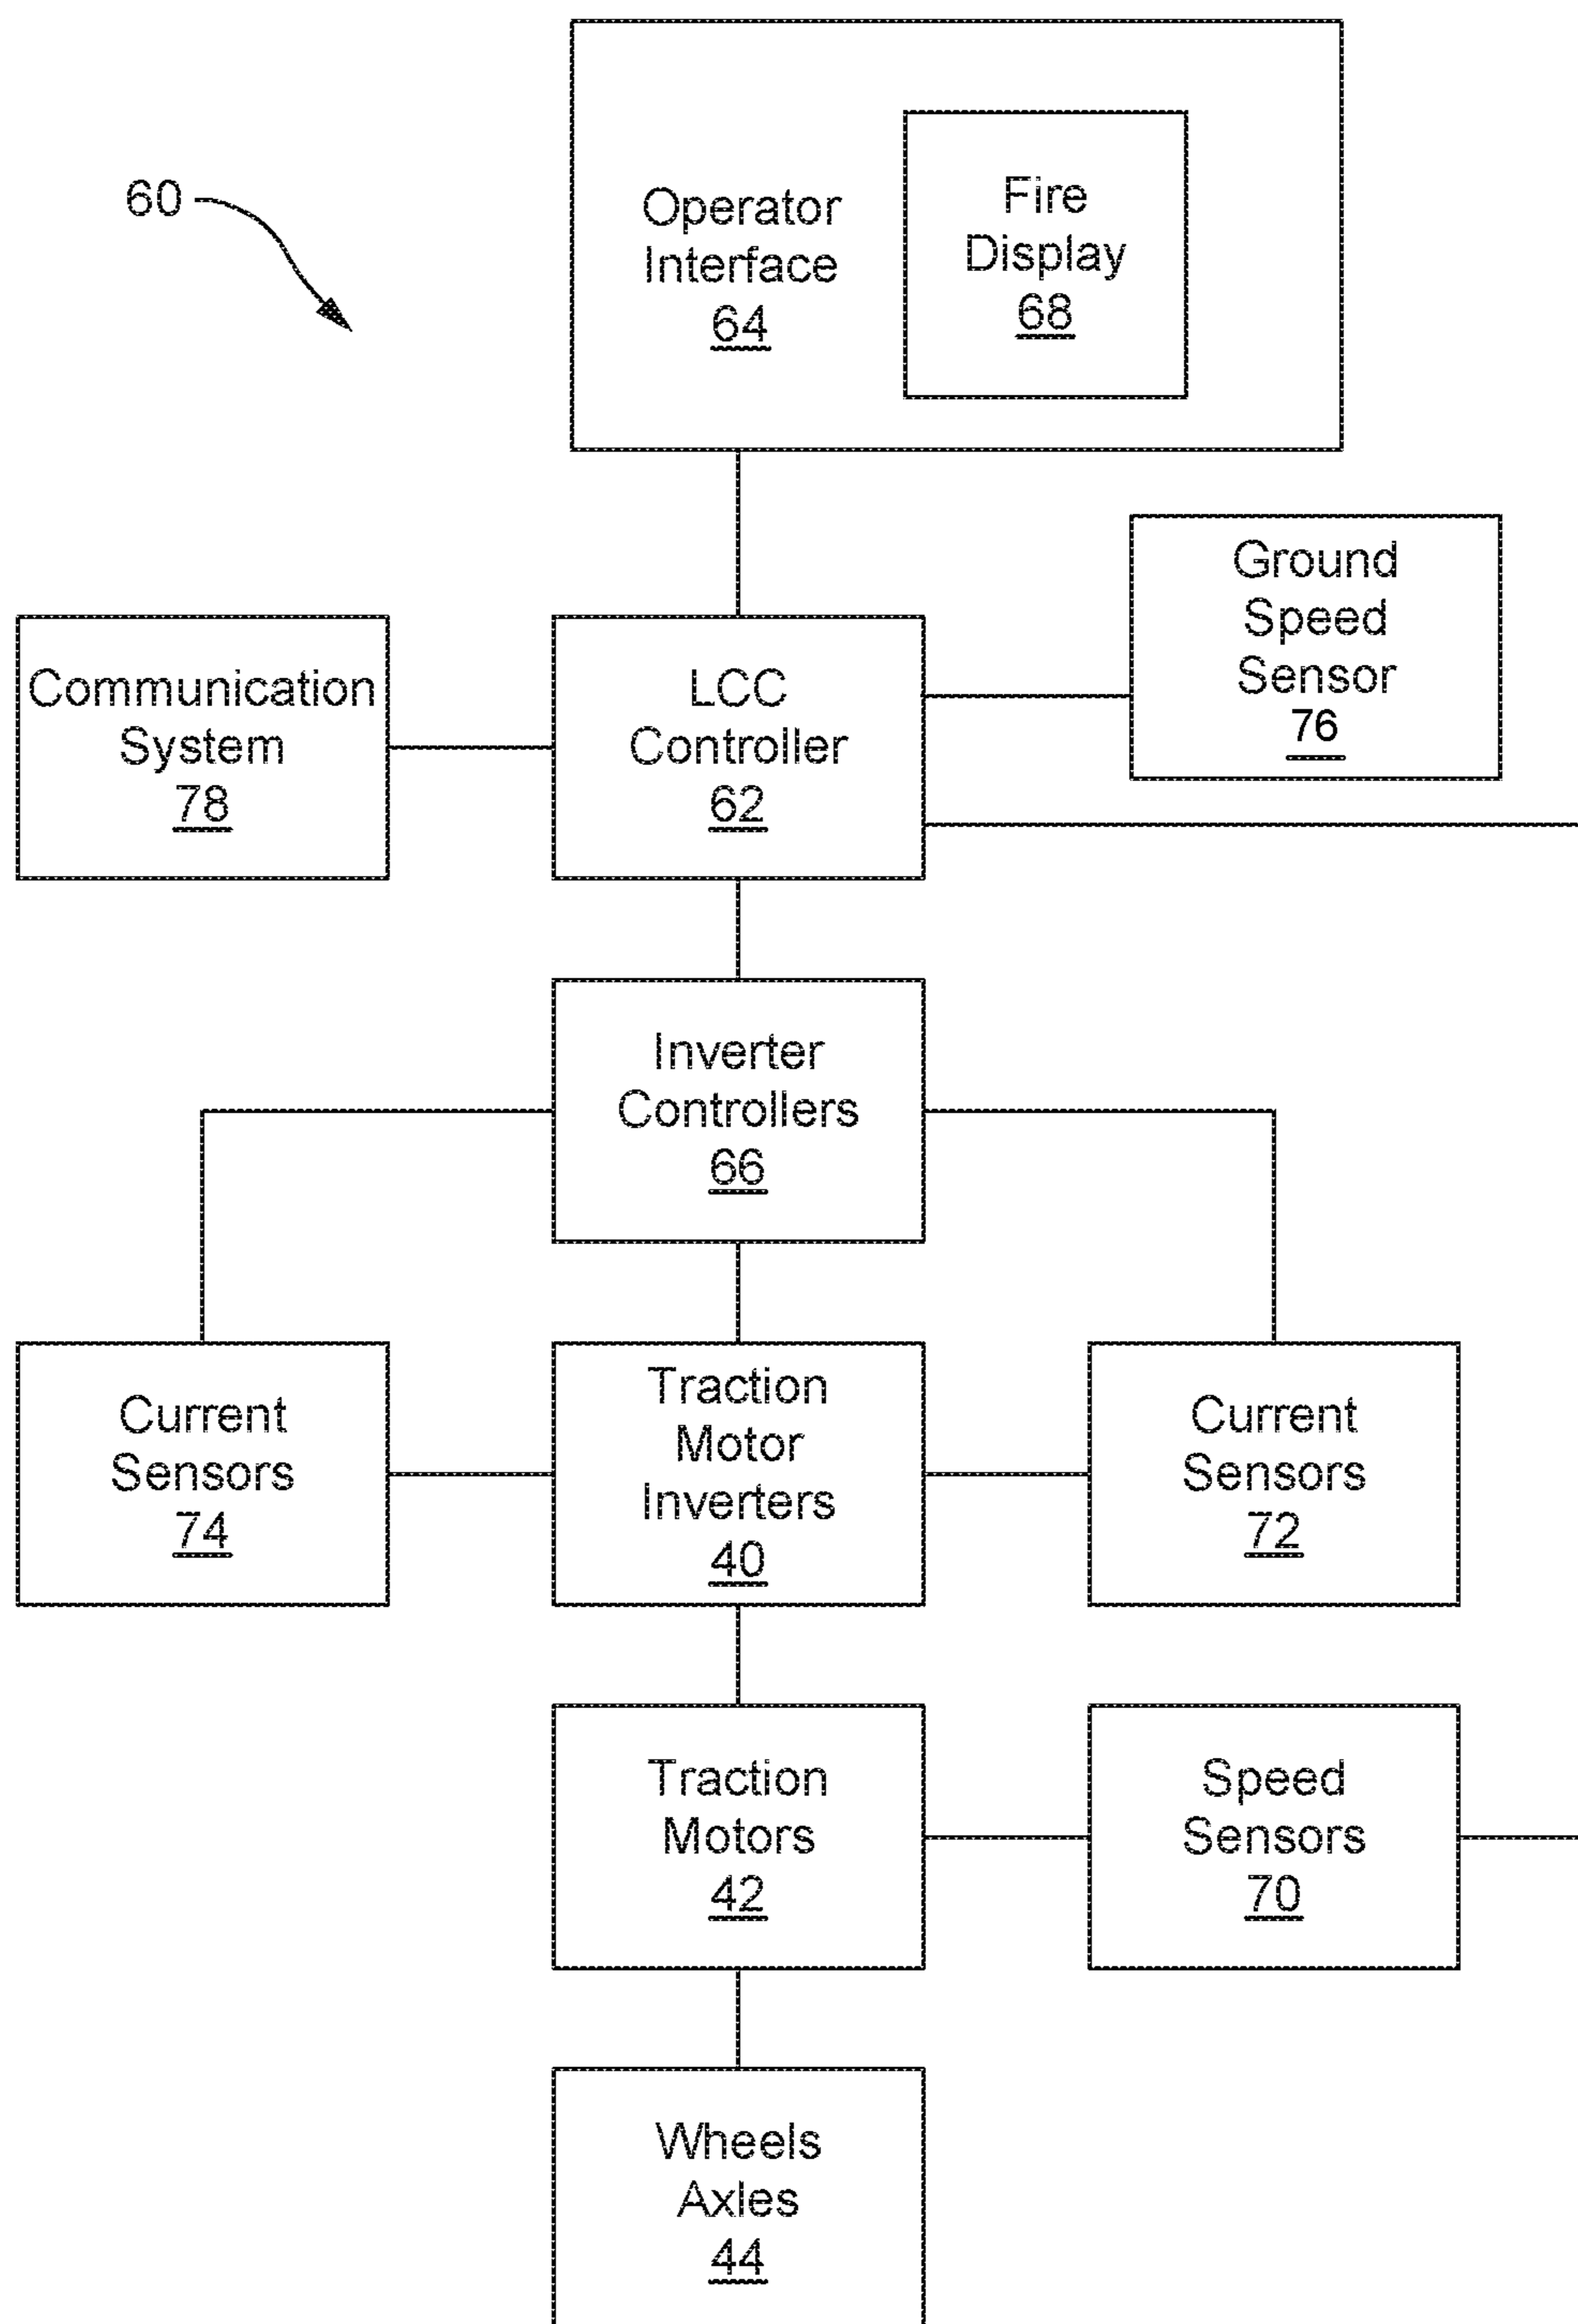 60
Operator
Interface
64
Fire
Display
68
Ground
Speed
Sensor
76
Communication
System
78
LCC
Controller
62
Inverter
Controllers
66
Current
Sensors
74
Traction
Motor
Inverters
40
Current
Sensors
72
Traction
Motors
42
Speed
Sensors
70
Wheels
Axles
44